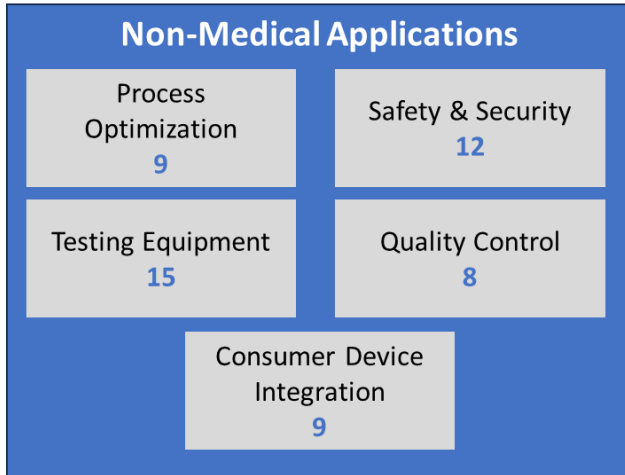 Non-Medical Applications
Process
Optimization
9
Safety & Security
12
Testing Equipment
15
Quality Control
8
Consumer Device
Integration
9